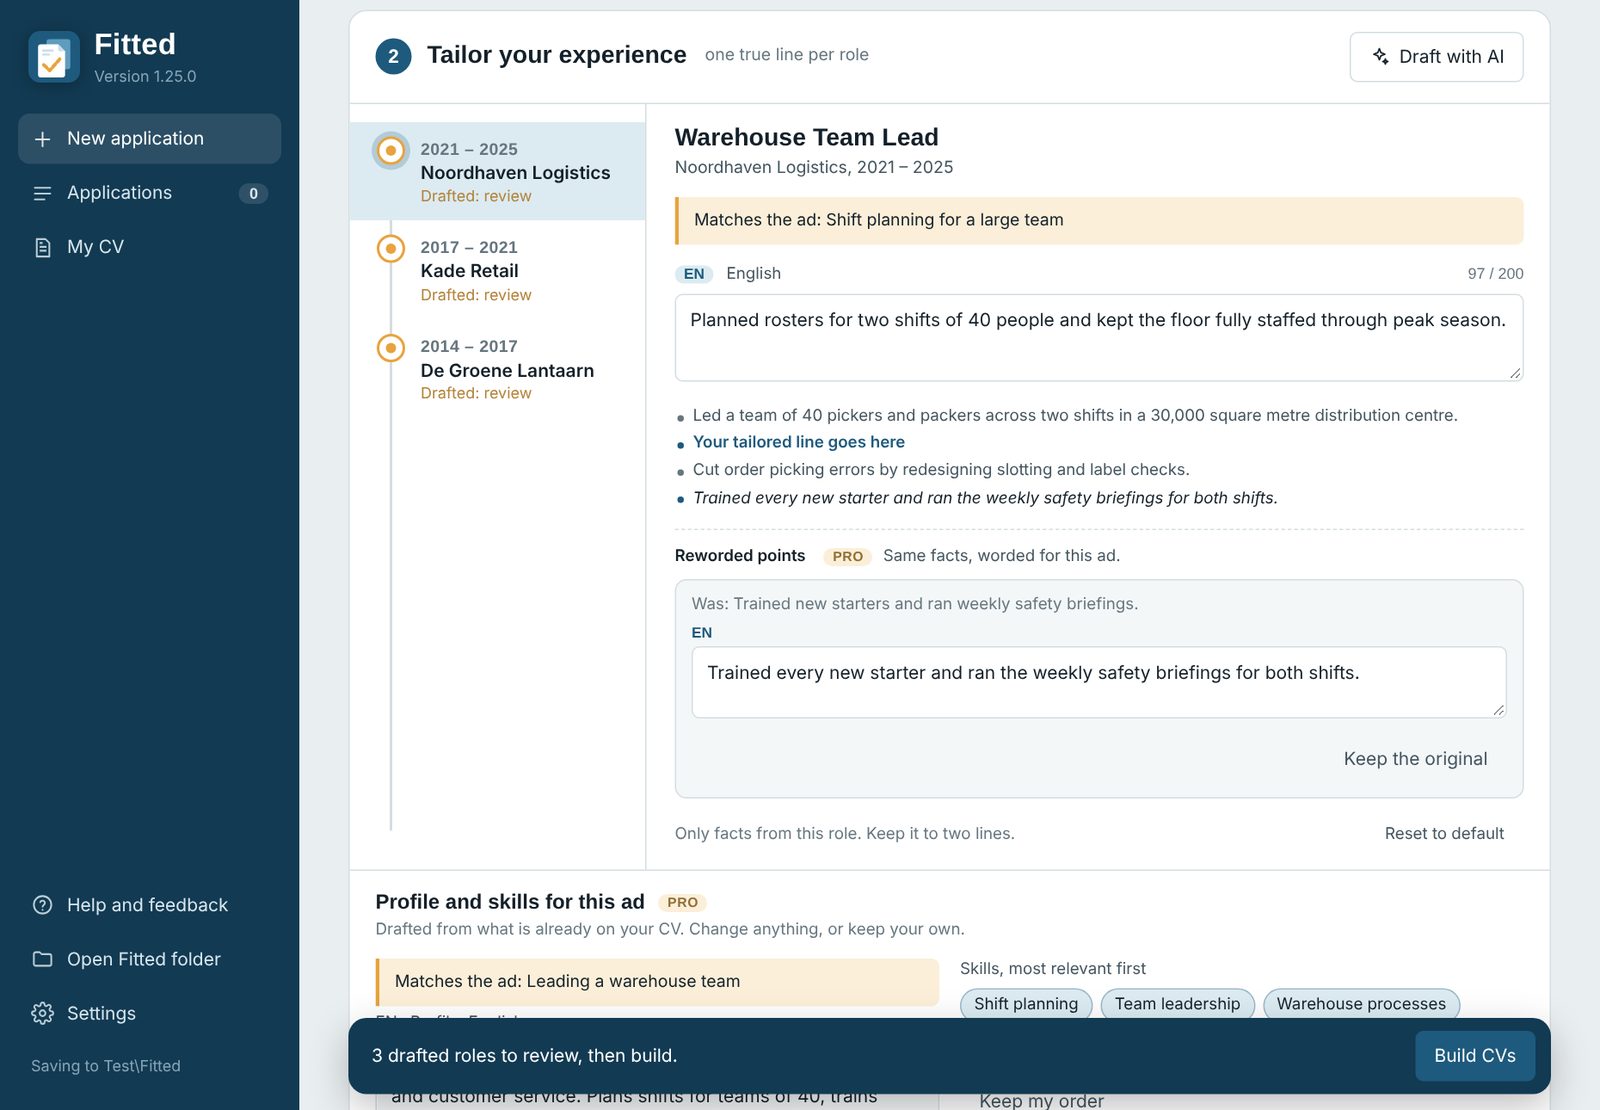 Fitted
Version 1.25.0
New application
Applications 0
My CV
Help and feedback
Open Fitted folder
Settings
Saving to Test\Fitted
2 Tailor your experience one true line per role
Draft with AI
2021 – 2025
Noordhaven Logistics
Drafted: review
2017 – 2021
Kade Retail
Drafted: review
2014 – 2017
De Groene Lantaarn
Drafted: review
Warehouse Team Lead
Noordhaven Logistics, 2021 – 2025
Matches the ad: Shift planning for a large team
EN English 97 / 200
Planned rosters for two shifts of 40 people and kept the floor fully staffed through peak season.
Led a team of 40 pickers and packers across two shifts in a 30,000 square metre distribution centre.
Your tailored line goes here
Cut order picking errors by redesigning slotting and label checks.
Trained every new starter and ran the weekly safety briefings for both shifts.
Reworded points PRO Same facts, worded for this ad.
Was: Trained new starters and ran weekly safety briefings.
EN
Trained every new starter and ran the weekly safety briefings for both shifts.
Keep the original
Only facts from this role. Keep it to two lines.
Reset to default
Profile and skills for this ad PRO
Drafted from what is already on your CV. Change anything, or keep your own.
Matches the ad: Leading a warehouse team
Skills, most relevant first
Shift planning
Team leadership
Warehouse processes
3 drafted roles to review, then build.
Build CVs
and customer service. Plans shifts for teams of 40, trains
Keep my order